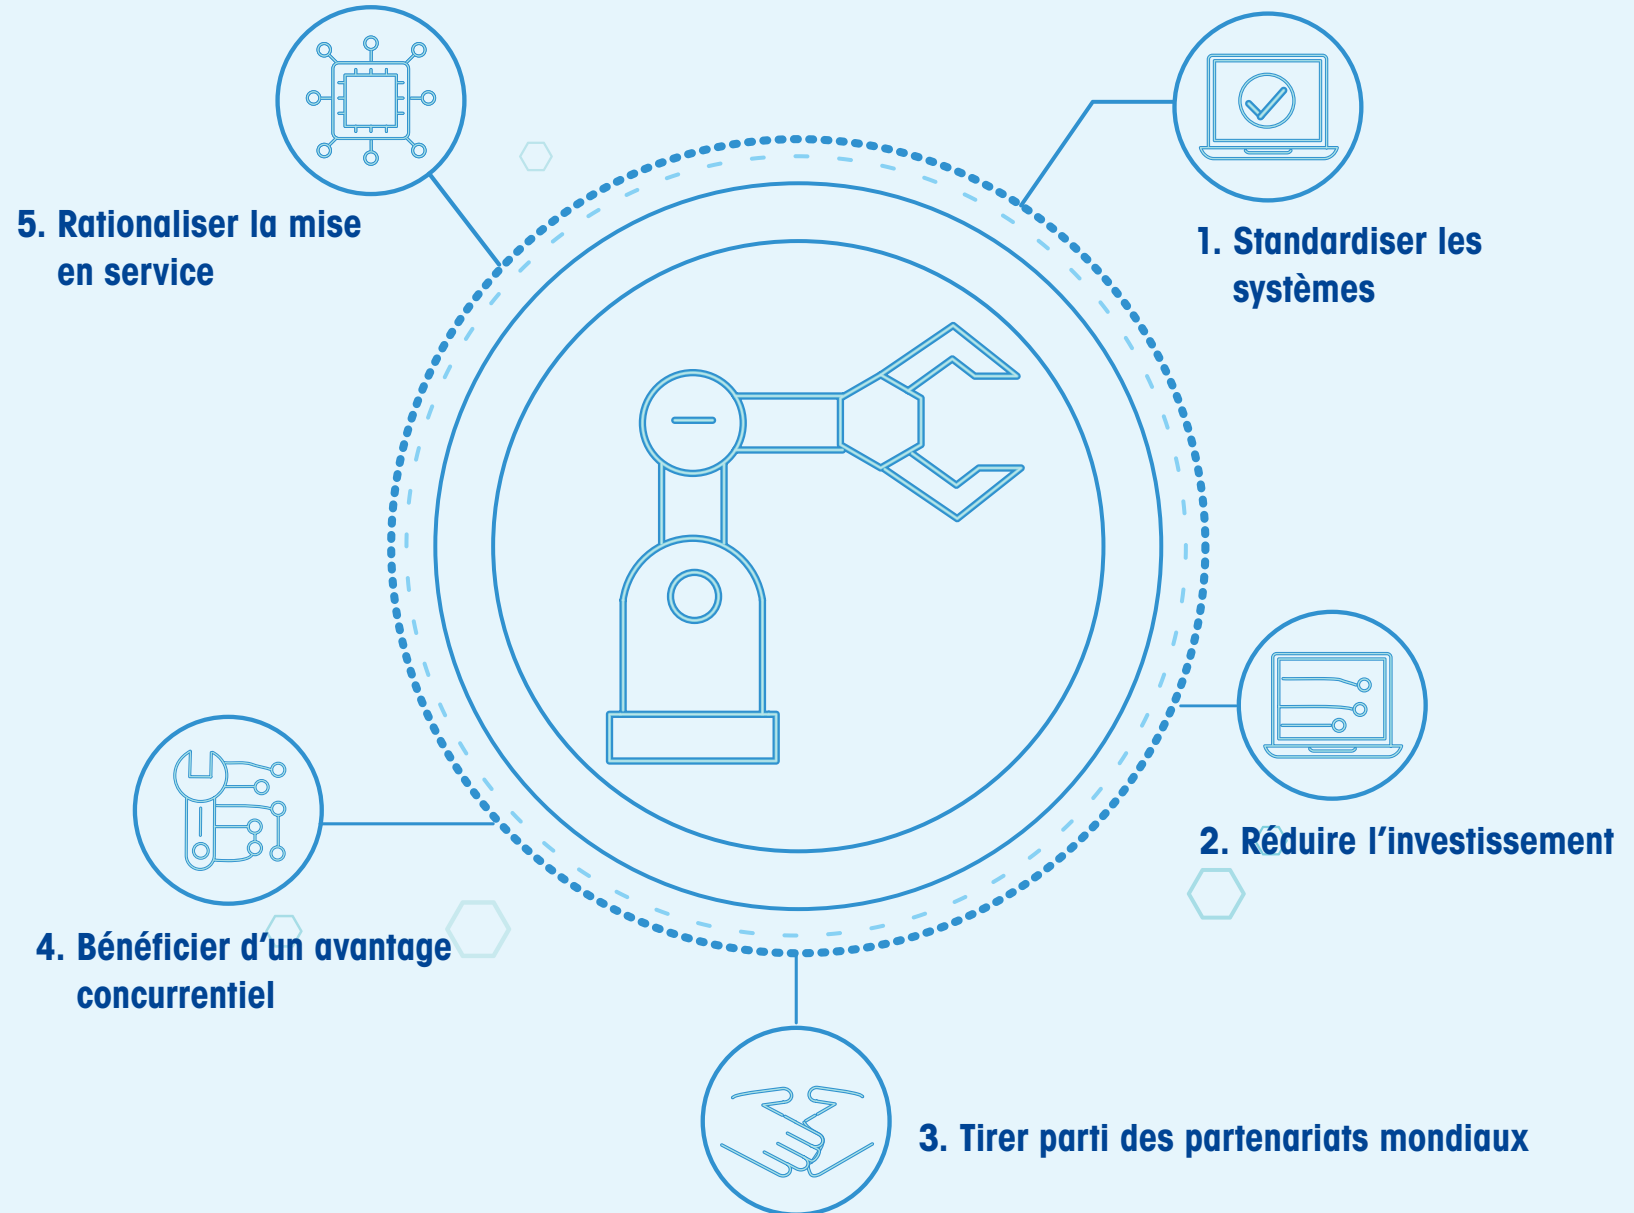 1. Standardiser les
systèmes
2. Réduire l’investissement
3. Tirer parti des partenariats mondiaux
4. Bénéficier d’un avantage
concurrentiel
5. Rationaliser la mise
en service